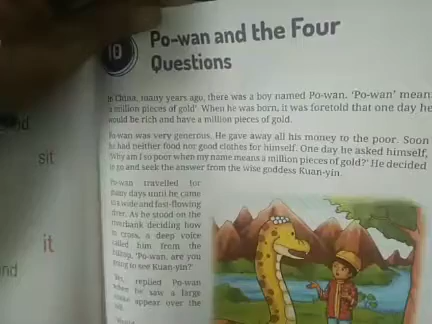 10
Po-wan and the Four
Questions
In China, many years ago, there was a boy named Po-wan. 'Po-wan' mean
a million pieces of gold'. When he was born, it was foretold that one day he
would be rich and have a million pieces of gold.
Po-wan was very generous. He gave away all his money to the poor. Soon
he had neither food nor good clothes for himself. One day he asked himself,
'Why am I so poor when my name means a million pieces of gold?' He decided
to go and seek the answer from the wise goddess Kuan-yin.
Po-wan travelled for
many days until he came
to a wide and fast-flowing
river. As he stood on the
riverbank deciding how
to cross, a deep voice
called him from the
hilltop, 'Po-wan, are you
going to see Kuan-yin?'
'Yes,' replied Po-wan
when he saw a large
snake appear over the
hill.
sit
it
nd